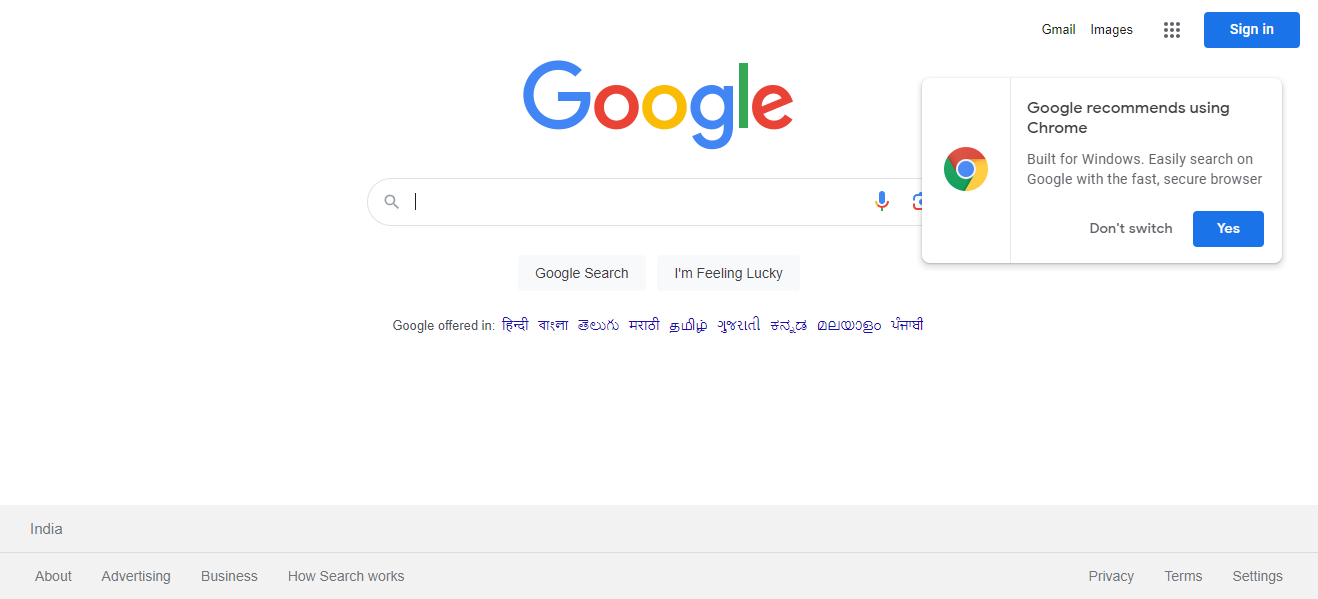 Gmail Images Sign in
Google
Google recommends using
Chrome
Built for Windows. Easily search on
Google with the fast, secure browser
Don't switch Yes
Google Search I'm Feeling Lucky
Google offered in: हिन्दी বাংলা తెలుగు मराठी தமிழ் ગુજરાતી ಕನ್ನಡ മലയാളം ਪੰਜਾਬੀ
India
About Advertising Business How Search works Privacy Terms Settings